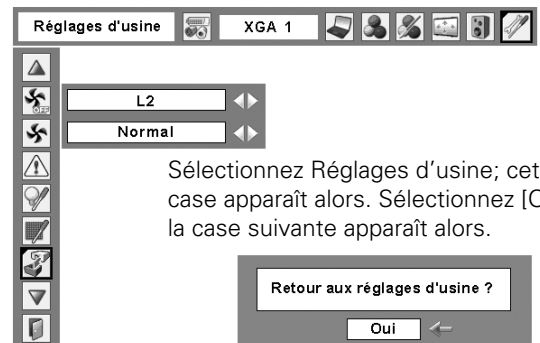 Réglages d'usine XGA 1
OFF
L2
Normal
Sélectionnez Réglages d'usine; cet
case apparaît alors. Sélectionnez [O
la case suivante apparaît alors.
Retour aux réglages d'usine ?
Oui